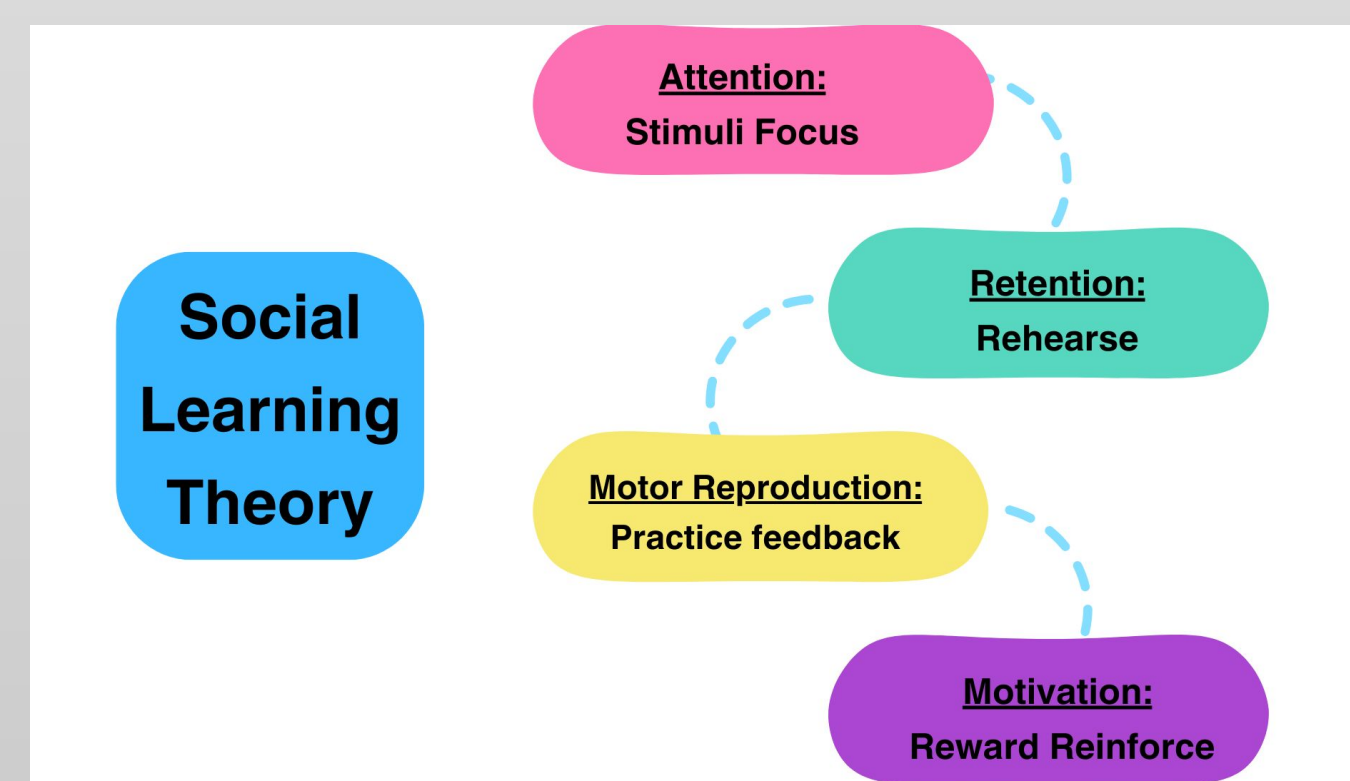 Social
Learning
Theory
Attention:
Stimuli Focus
Retention:
Rehearse
Motor Reproduction:
Practice feedback
Motivation:
Reward Reinforce